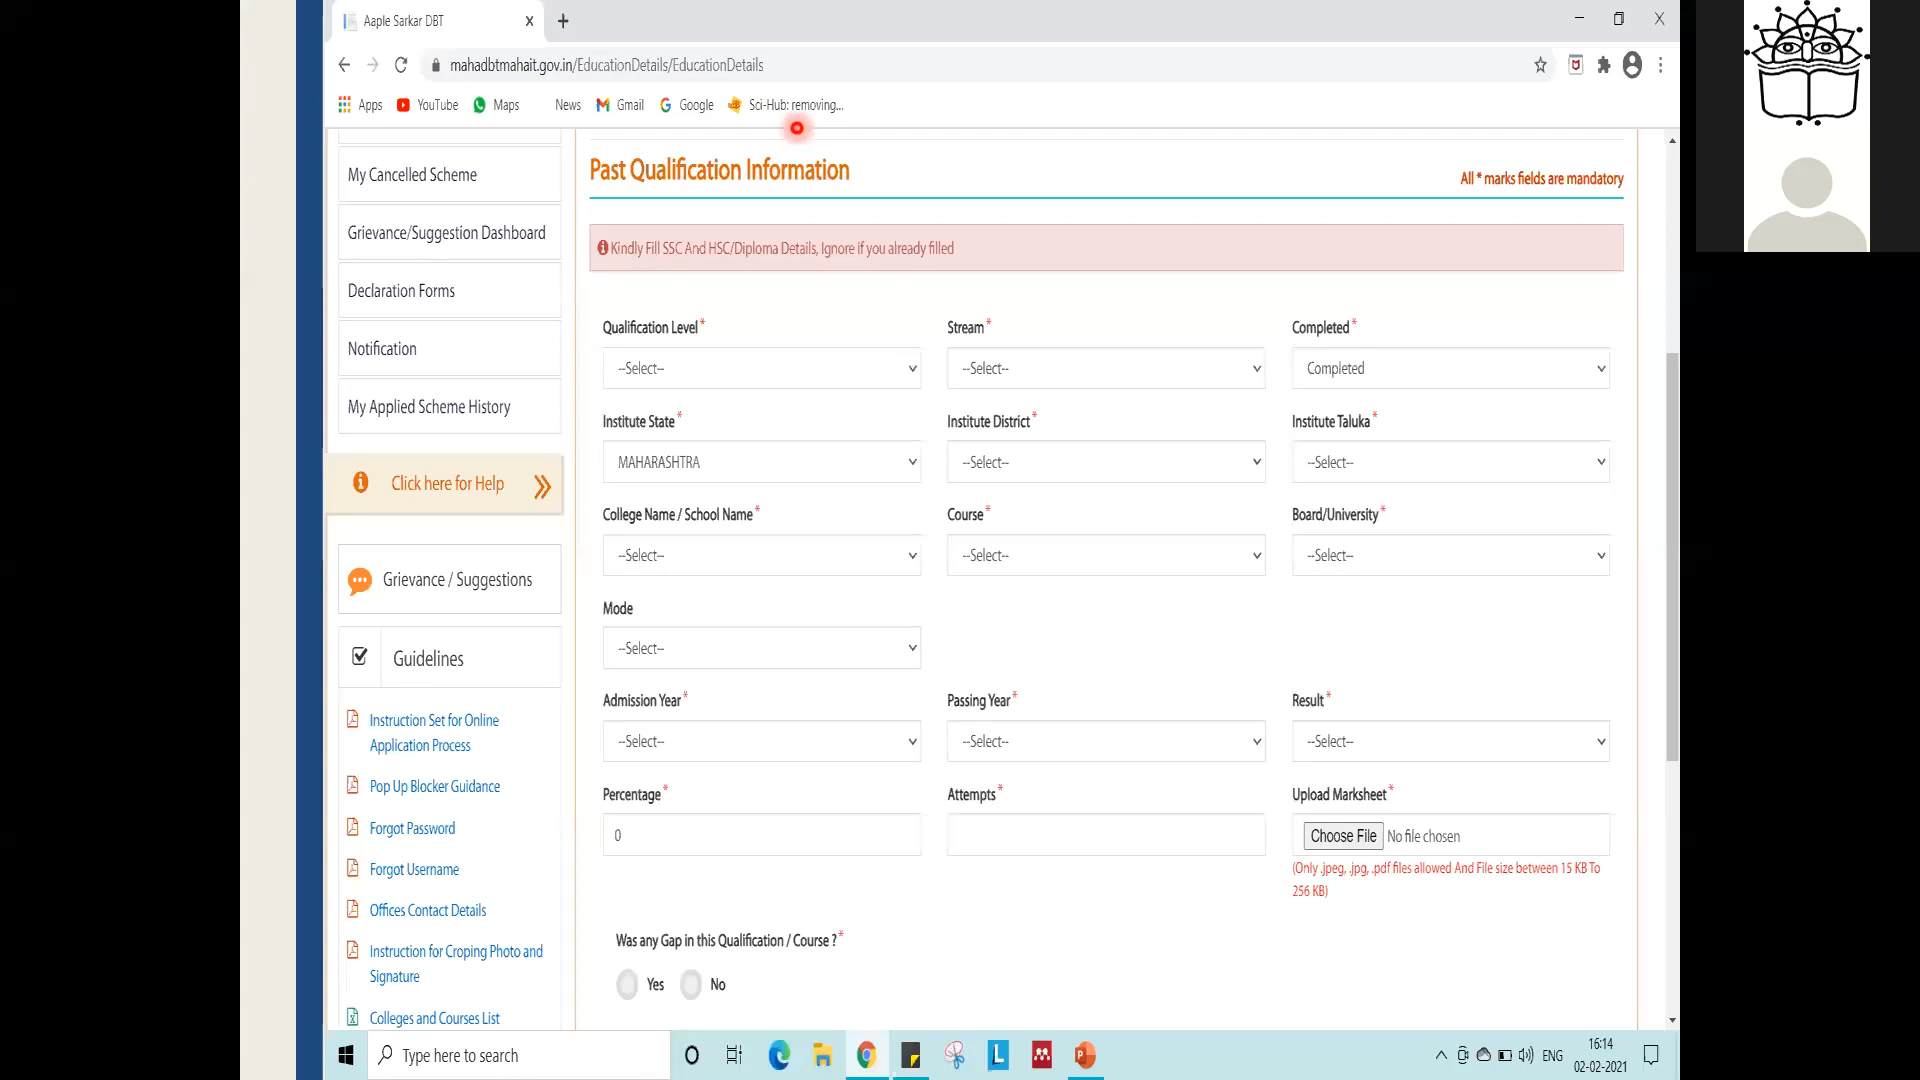 Aaple Sarkar DBT
mahadbtmahait.gov.in/EducationDetails/EducationDetails
Apps YouTube Maps News Gmail Google Sci-Hub: removing...
My Cancelled Scheme
Grievance/Suggestion Dashboard
Declaration Forms
Notification
My Applied Scheme History
Click here for Help
Grievance / Suggestions
Guidelines
Instruction Set for Online
Application Process
Pop Up Blocker Guidance
Forgot Password
Forgot Username
Offices Contact Details
Instruction for Croping Photo and
Signature
Colleges and Courses List
Past Qualification Information
All * marks fields are mandatory
Kindly Fill SSC And HSC/Diploma Details, Ignore if you already filled
Qualification Level * Stream * Completed *
--Select-- --Select-- Completed
Institute State * Institute District * Institute Taluka *
MAHARASHTRA --Select-- --Select--
College Name / School Name * Course * Board/University *
--Select-- --Select-- --Select--
Mode
--Select--
Admission Year * Passing Year * Result *
--Select-- --Select-- --Select--
Percentage * Attempts * Upload Marksheet *
0 Choose File No file chosen
(Only .jpeg, .jpg, .pdf files allowed And File size between 15 KB To
256 KB)
Was any Gap in this Qualification / Course ? *
Yes No
Type here to search
ENG
16:14
02-02-2021